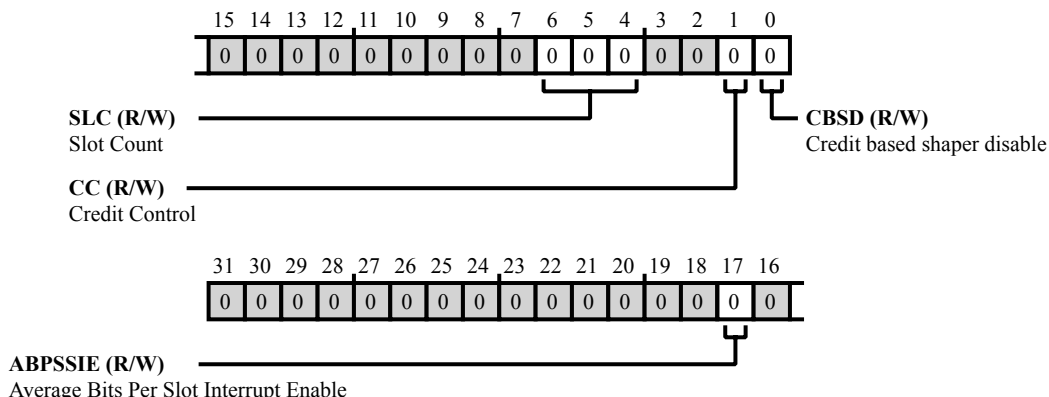 15 14 13 12 11 10 9 8 7 6 5 4 3 2 1 0
0 0 0 0 0 0 0 0 0 0 0 0 0 0 0 0
SLC (R/W)
Slot Count
CBSD (R/W)
Credit based shaper disable
CC (R/W)
Credit Control
31 30 29 28 27 26 25 24 23 22 21 20 19 18 17 16
0 0 0 0 0 0 0 0 0 0 0 0 0 0 0 0
ABPSSIE (R/W)
Average Bits Per Slot Interrupt Enable